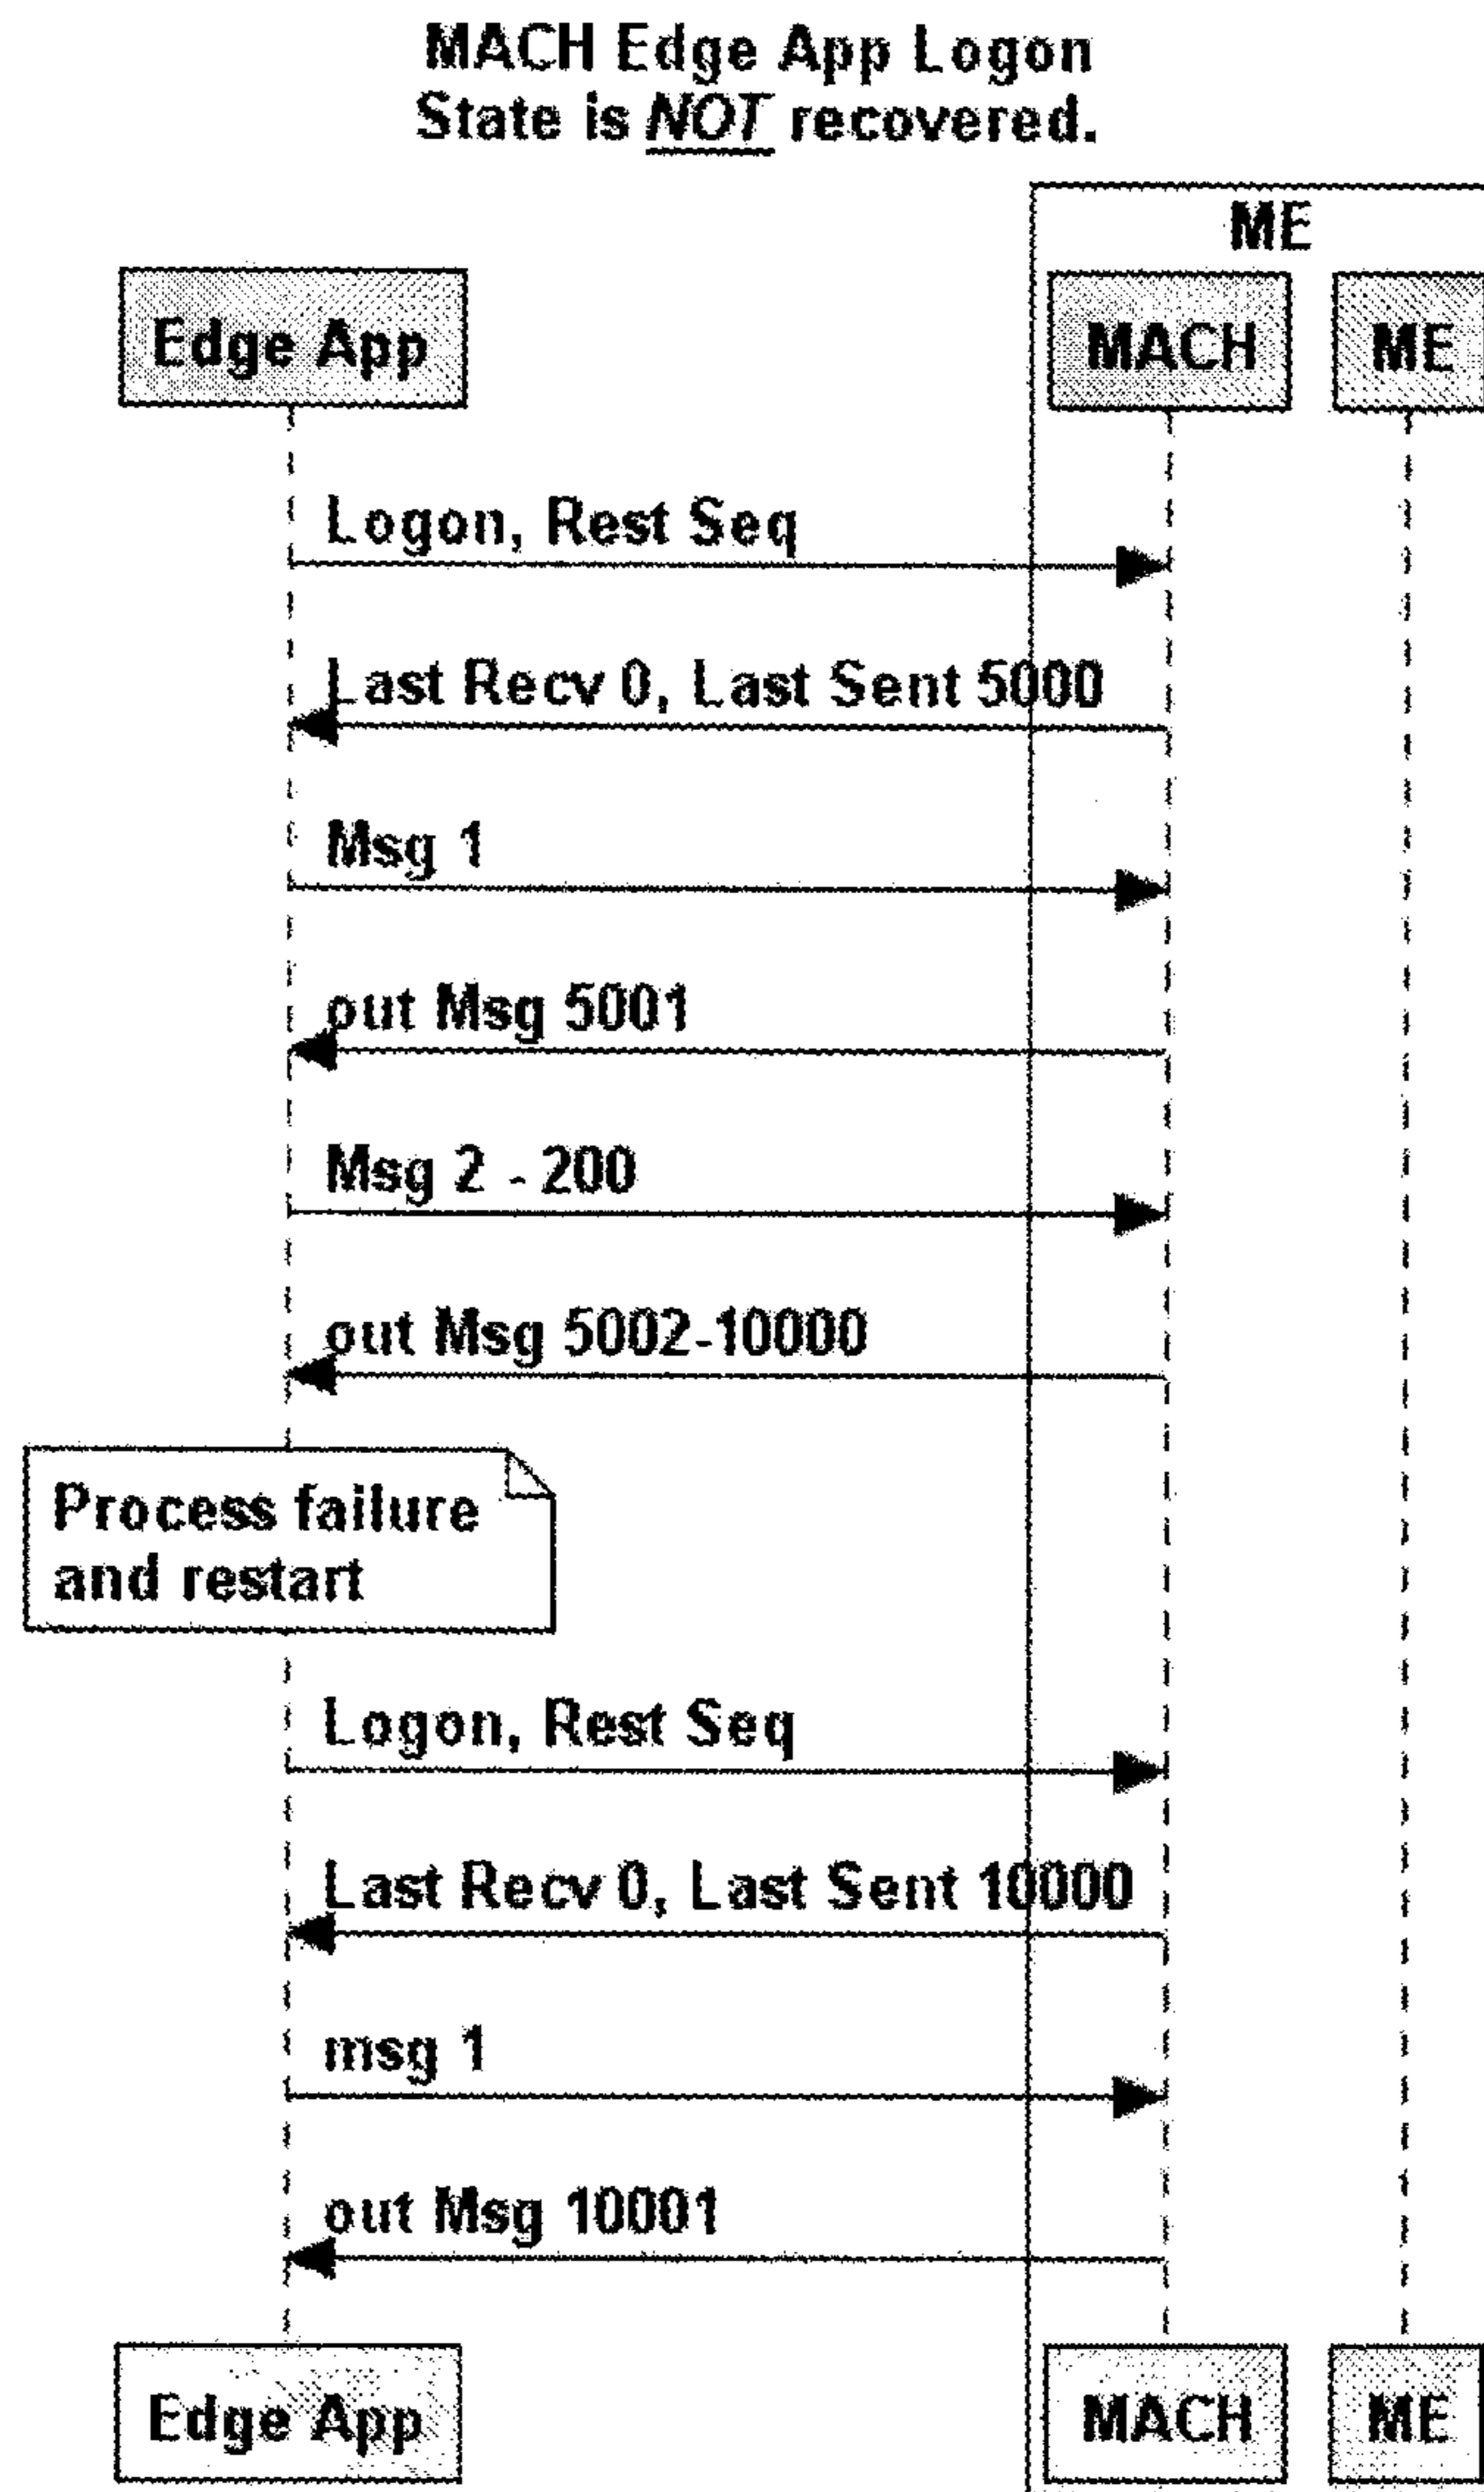 MACH Edge App Logon
State is NOT recovered.
ME
Edge App
MACH
ME
Logon, Rest Seq
Last Recv 0, Last Sent 5000
Msg 1
out Msg 5001
Msg 2 - 200
out Msg 5002-10000
Process failure
and restart
Logon, Rest Seq
Last Recv 0, Last Sent 10000
msg 1
out Msg 10001
Edge App
MACH
ME